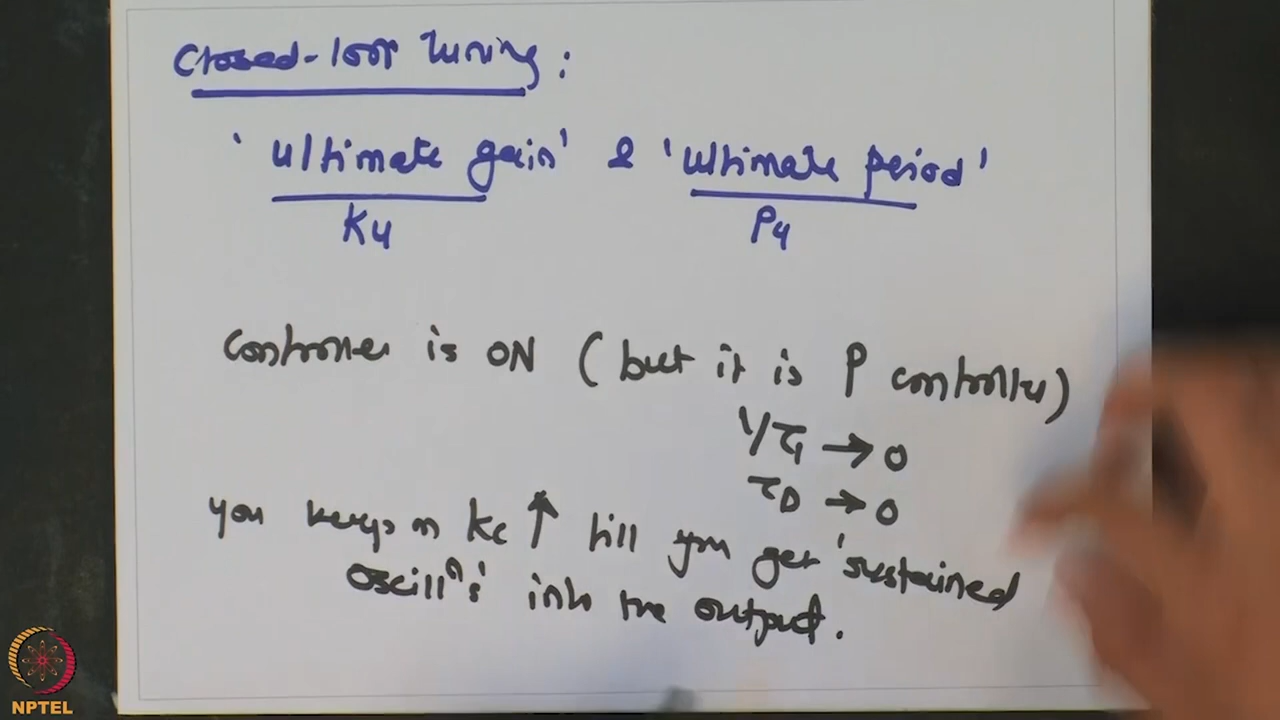 Closed-loop tuning :
'ultimate gain' & 'ultimate period'
Ku Pu
Controller is ON (but it is P controller)
1/τI → 0
τD → 0
you keep on Kc ↑ till you get 'sustained
oscillⁿs' into the output.
NPTEL